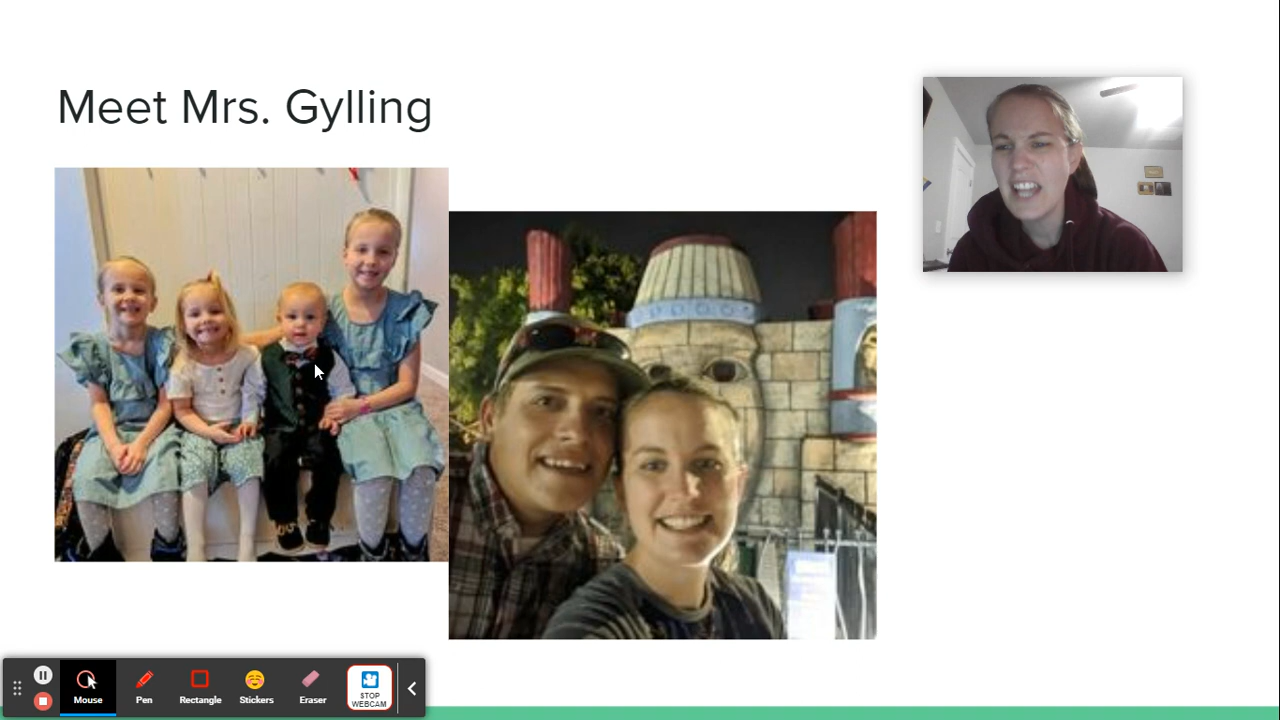 Meet Mrs. Gylling
Mouse
Pen
Rectangle
Stickers
Eraser
STOP
WEBCAM